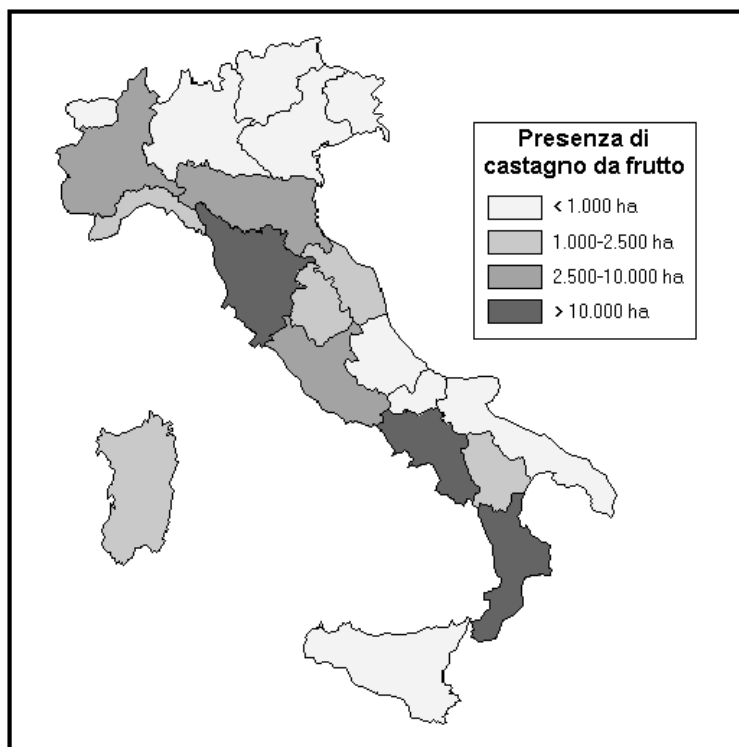 Presenza di
castagno da frutto
< 1.000 ha
1.000-2.500 ha
2.500-10.000 ha
> 10.000 ha